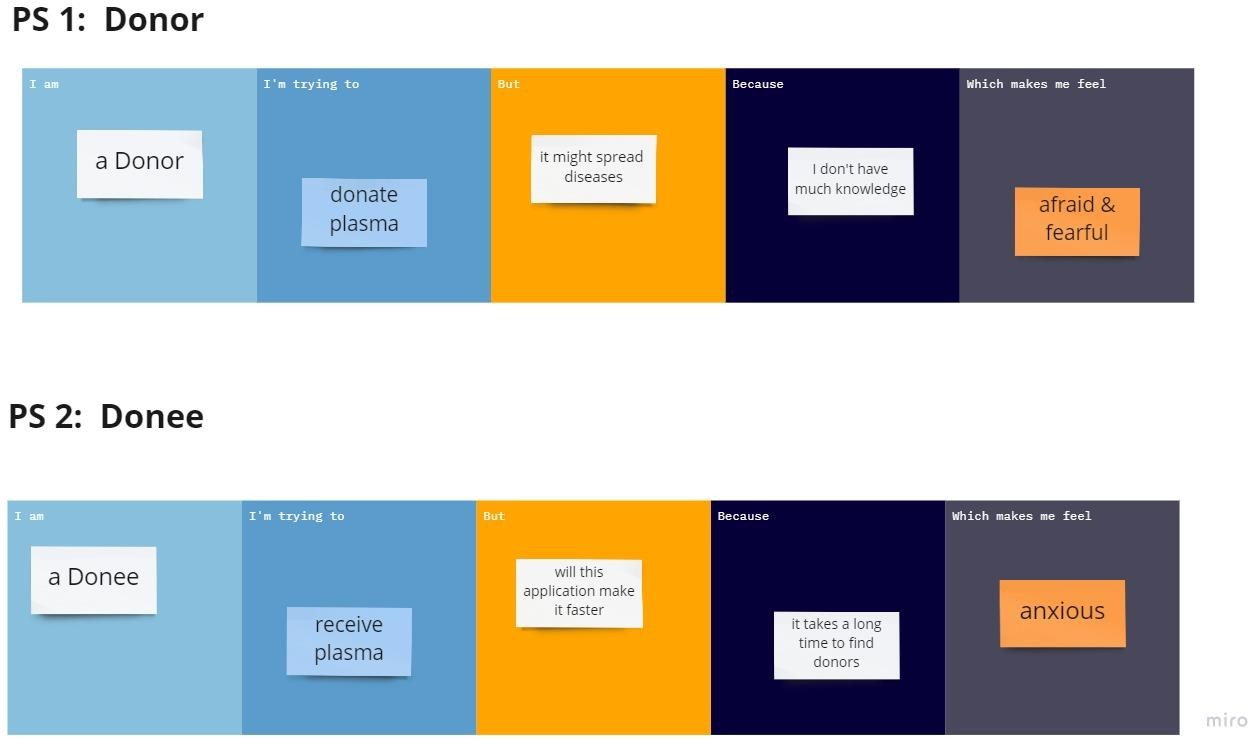 PS 1: Donor
I am
I'm trying to
But
Because
Which makes me feel
a Donor
donate
plasma
it might spread
diseases
I don't have
much knowledge
afraid &
fearful
PS 2: Donee
I am
I'm trying to
But
Because
Which makes me feel
a Donee
receive
plasma
will this
application make
it faster
it takes a long
time to find
donors
anxious
miro